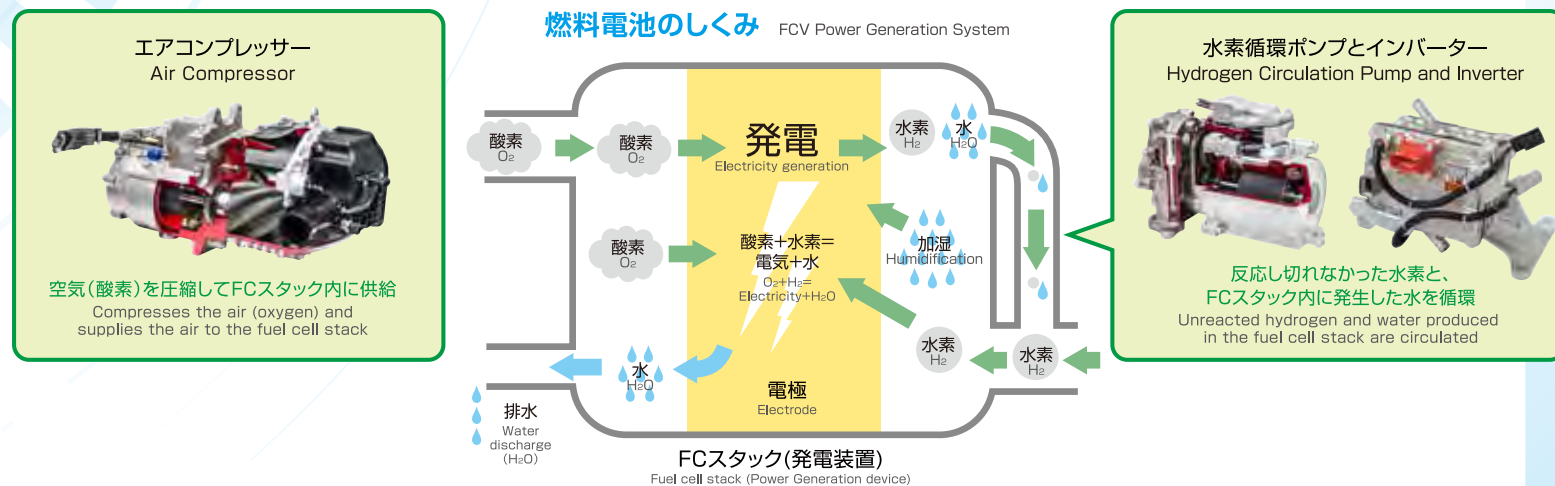 燃料電池のしくみ FCV Power Generation System
エアコンプレッサー
Air Compressor
空気(酸素)を圧縮してFCスタック内に供給
Compresses the air (oxygen) and
supplies the air to the fuel cell stack
酸素
O₂
酸素
O₂
発電
Electricity generation
水素
H₂
水
H₂O
酸素
O₂
酸素+水素=
電気+水
O₂+H₂=
Electricity+H₂O
加湿
Humidification
水素
H₂
水素
H₂
水
H₂O
電極
Electrode
排水
Water
discharge
(H₂O)
FCスタック(発電装置)
Fuel cell stack (Power Generation device)
水素循環ポンプとインバーター
Hydrogen Circulation Pump and Inverter
反応し切れなかった水素と、
FCスタック内に発生した水を循環
Unreacted hydrogen and water produced
in the fuel cell stack are circulated